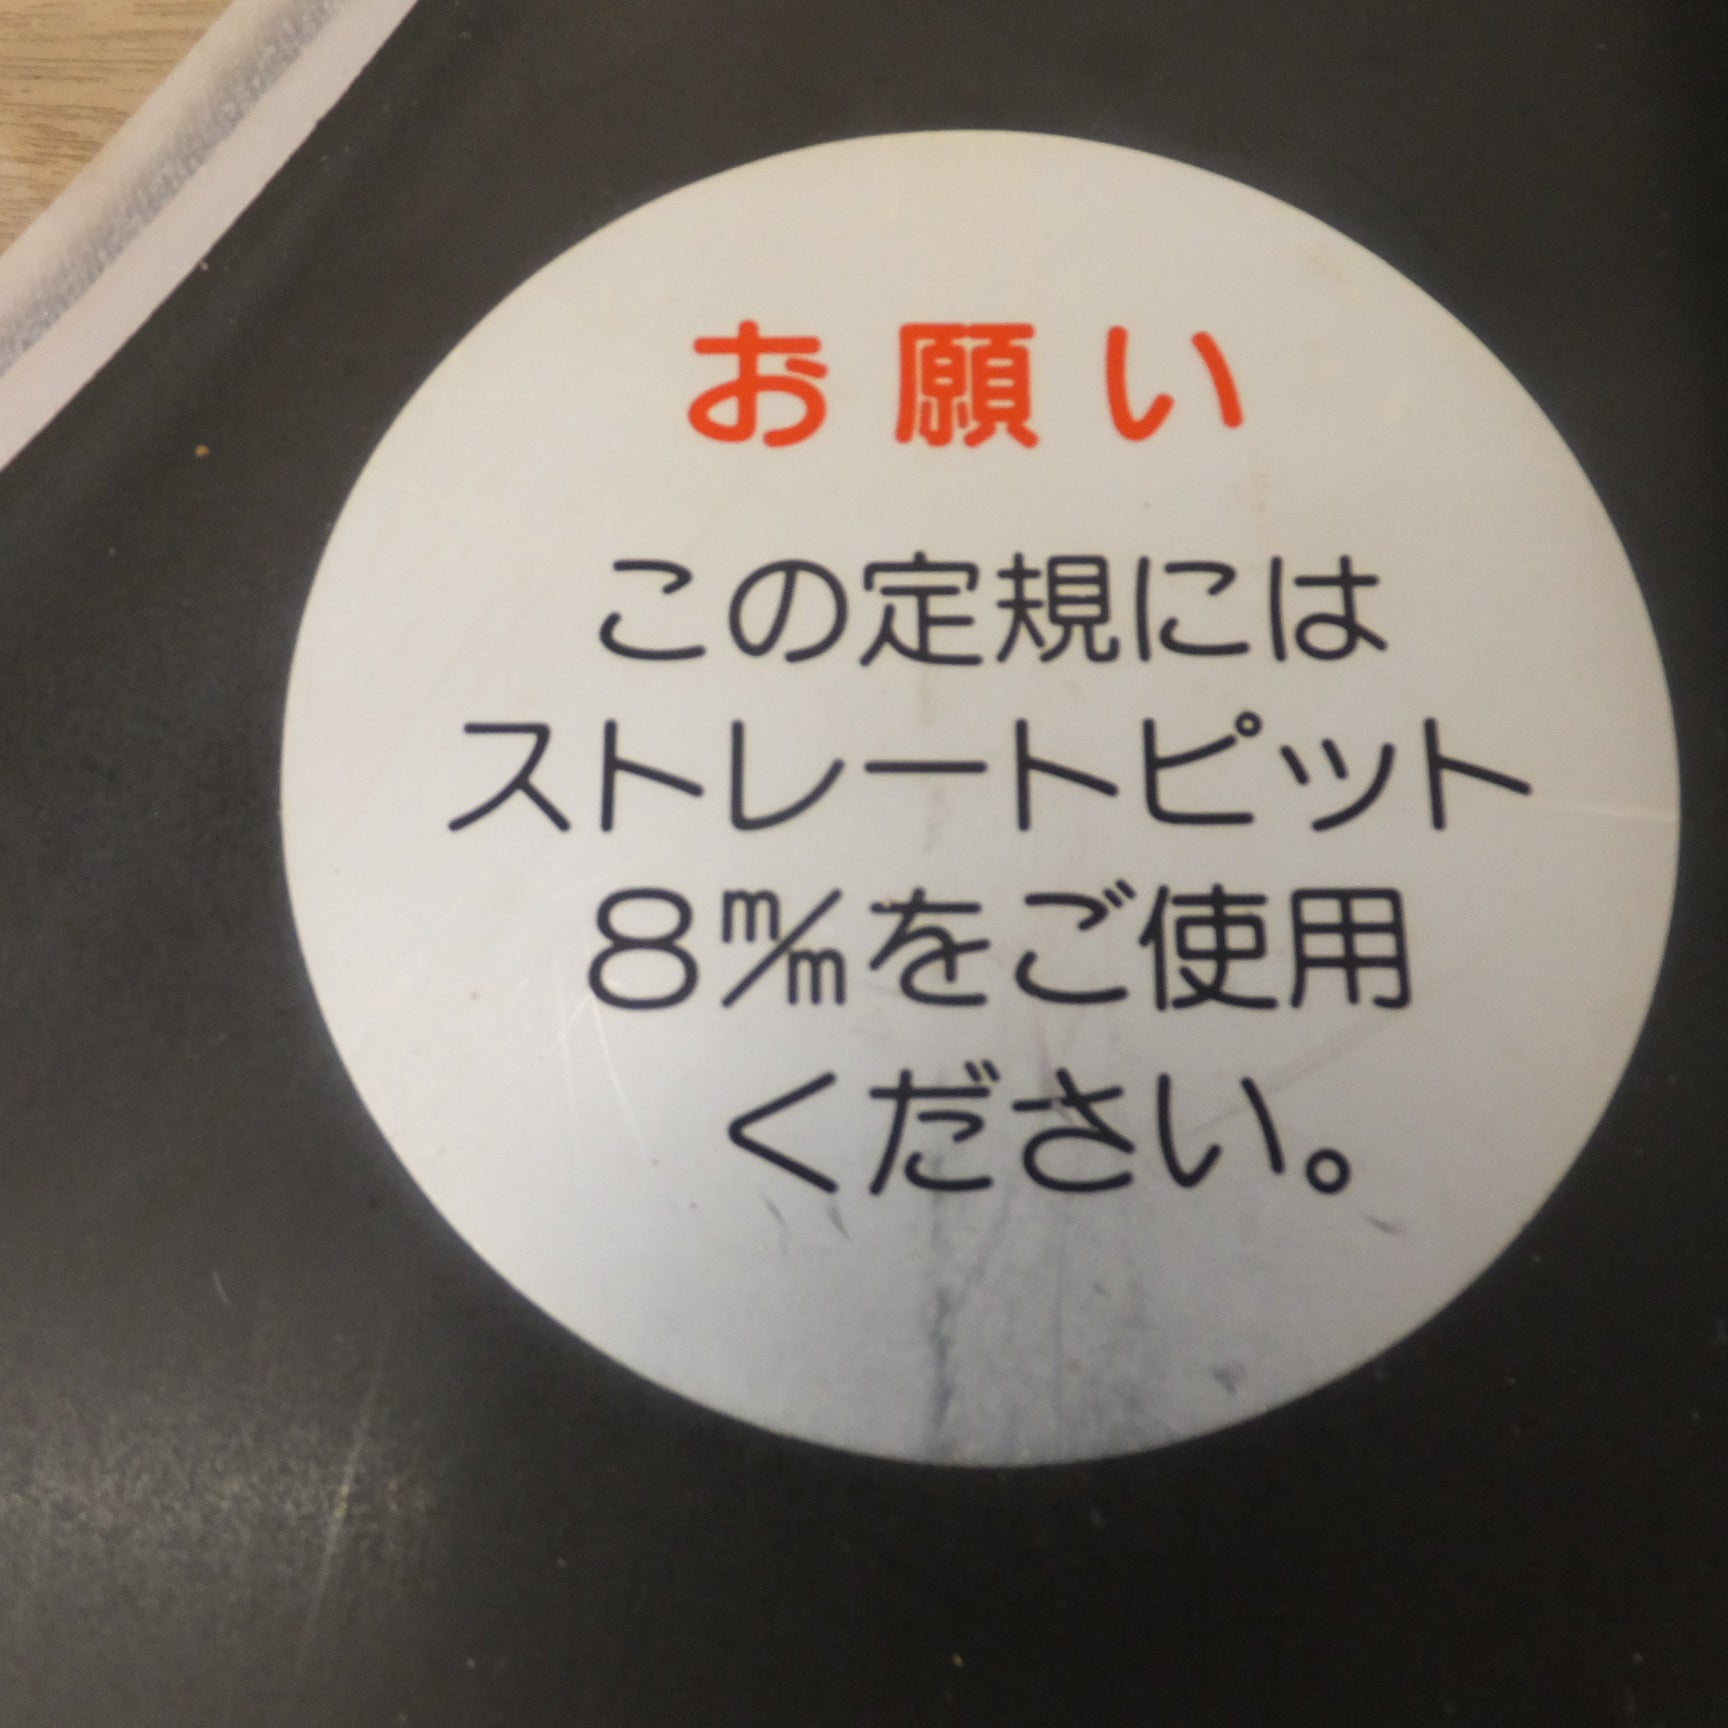 お願い
この定規には
ストレートピット
8㎜をご使用
ください。